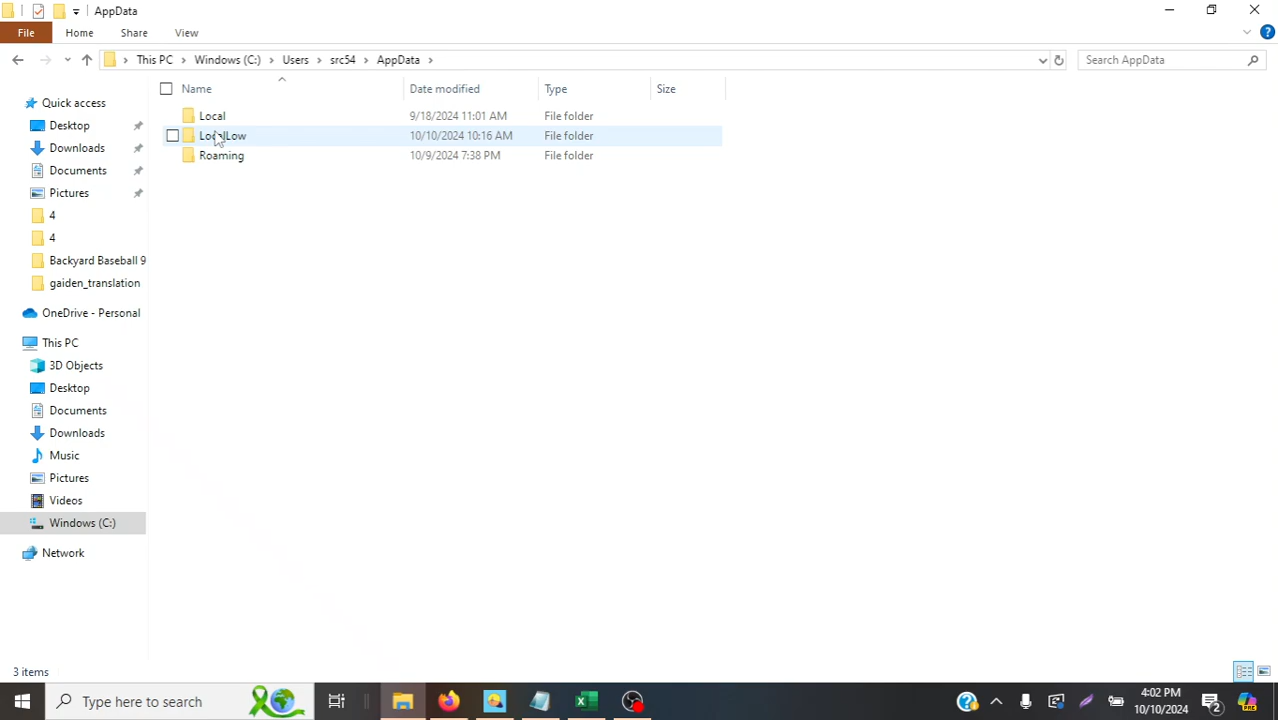 AppData
File Home Share View
This PC Windows (C:) Users src54 AppData Search AppData
Name Date modified Type Size
Quick access
Desktop
Downloads
Documents
Pictures
4
4
Backyard Baseball 9
gaiden_translation
OneDrive - Personal
This PC
3D Objects
Desktop
Documents
Downloads
Music
Pictures
Videos
Windows (C:)
Network
Local 9/18/2024 11:01 AM File folder
LocalLow 10/10/2024 10:16 AM File folder
Roaming 10/9/2024 7:38 PM File folder
3 items
Type here to search
4:02 PM
10/10/2024
2
PRE